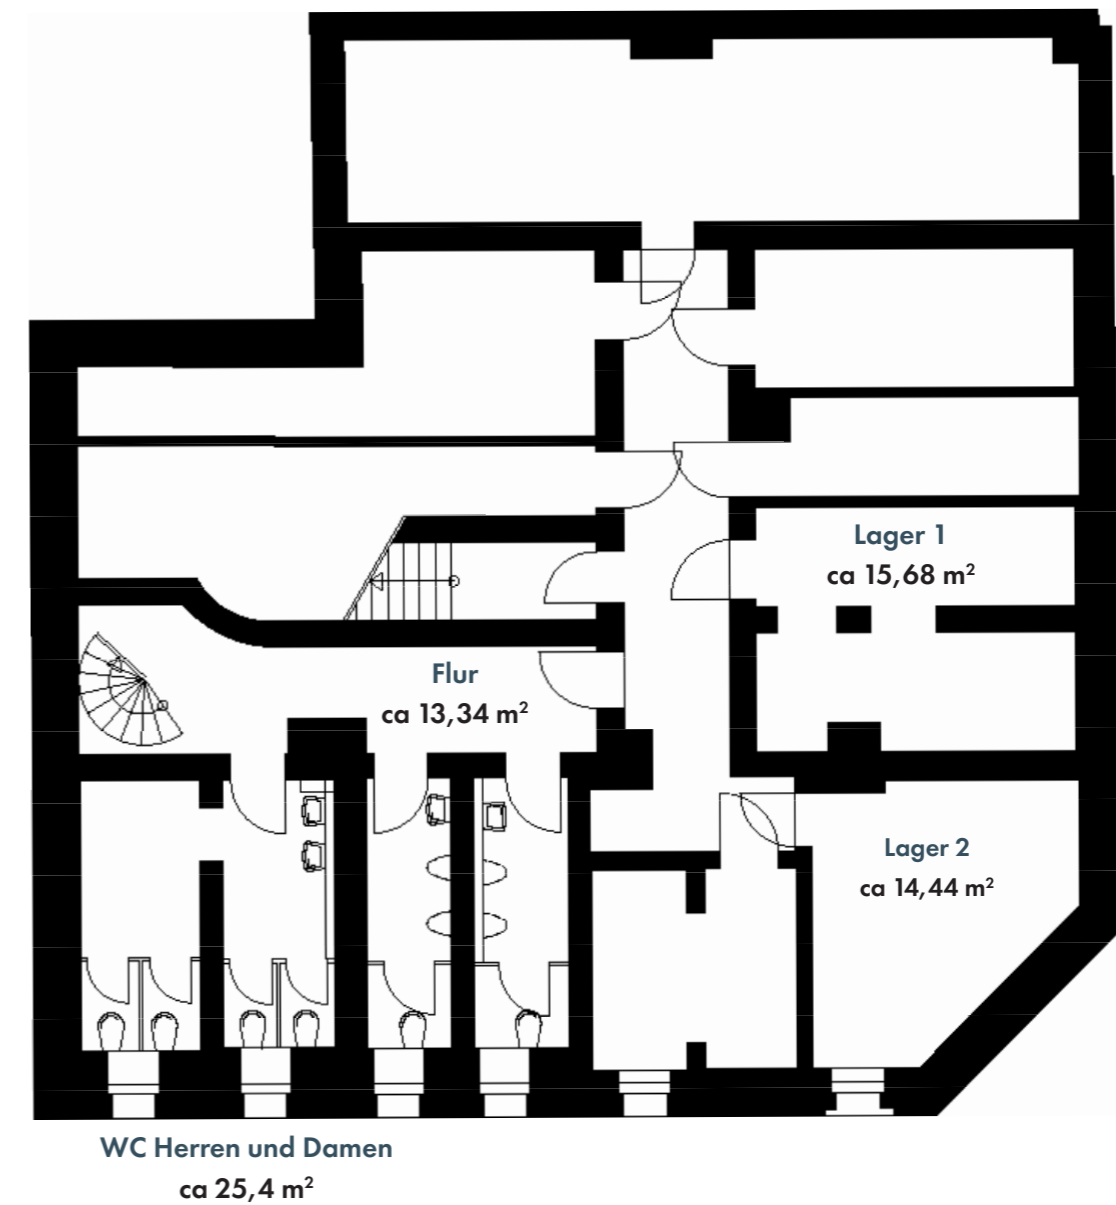 Lager 1
ca 15,68 m²
Flur
ca 13,34 m²
Lager 2
ca 14,44 m²
WC Herren und Damen
ca 25,4 m²